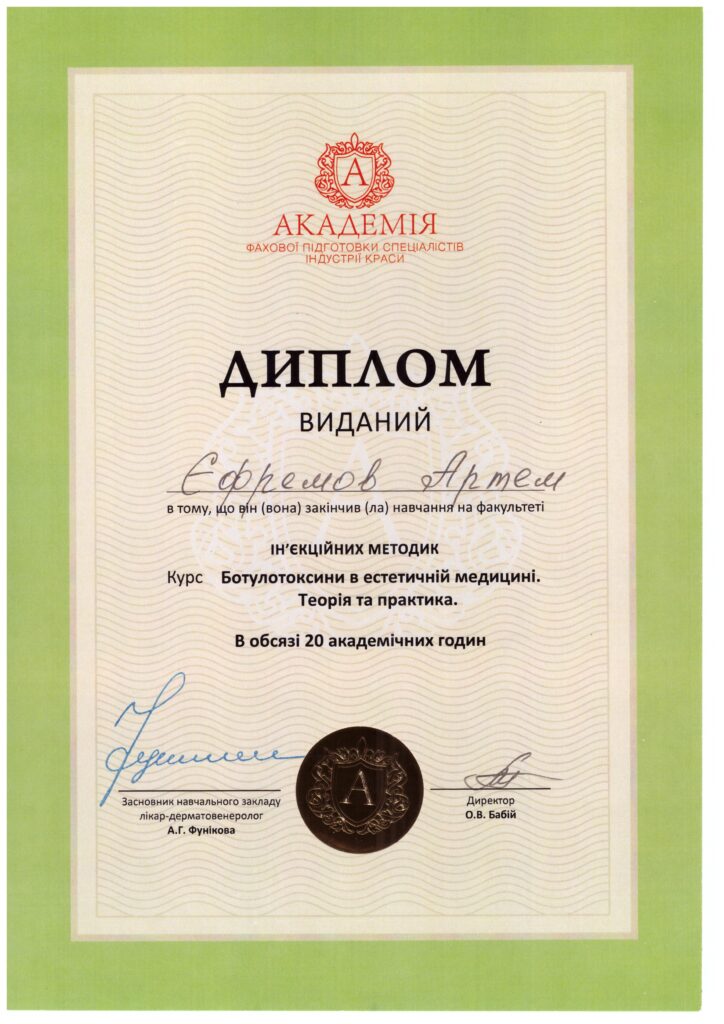 А
АКАДЕМІЯ
ФАХОВОЇ ПІДГОТОВКИ СПЕЦІАЛІСТІВ
ІНДУСТРІЇ КРАСИ
ДИПЛОМ
ВИДАНИЙ
Єфремов Артем
в тому, що він (вона) закінчив (ла) навчання на факультеті
ІН’ЄКЦІЙНИХ МЕТОДИК
Курс Ботулотоксини в естетичній медицині.
Теорія та практика.
В обсязі 20 академічних годин
Засновник навчального закладу
лікар-дерматовенеролог
А.Г. Фунікова
А
Директор
О.В. Бабій